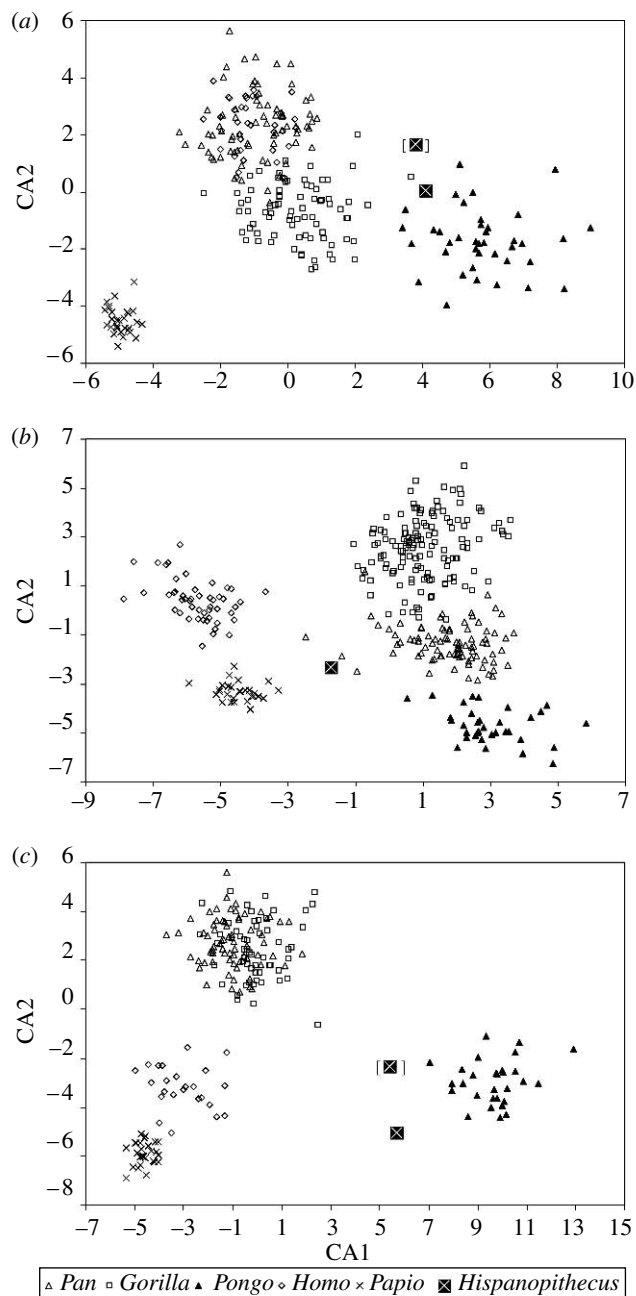 (a)
6
4
2
0
−2
−4
−6
CA2
−6 −4 −2 0 2 4 6 8 10
(b)
7
5
3
1
−1
−3
−5
−7
CA2
−9 −7 −5 −3 −1 1 3 5 7
(c)
6
4
2
0
−2
−4
−6
−8
CA2
−7 −5 −3 −1 1 3 5 7 9 11 13 15
CA1
Pan Gorilla Pongo Homo Papio Hispanopithecus